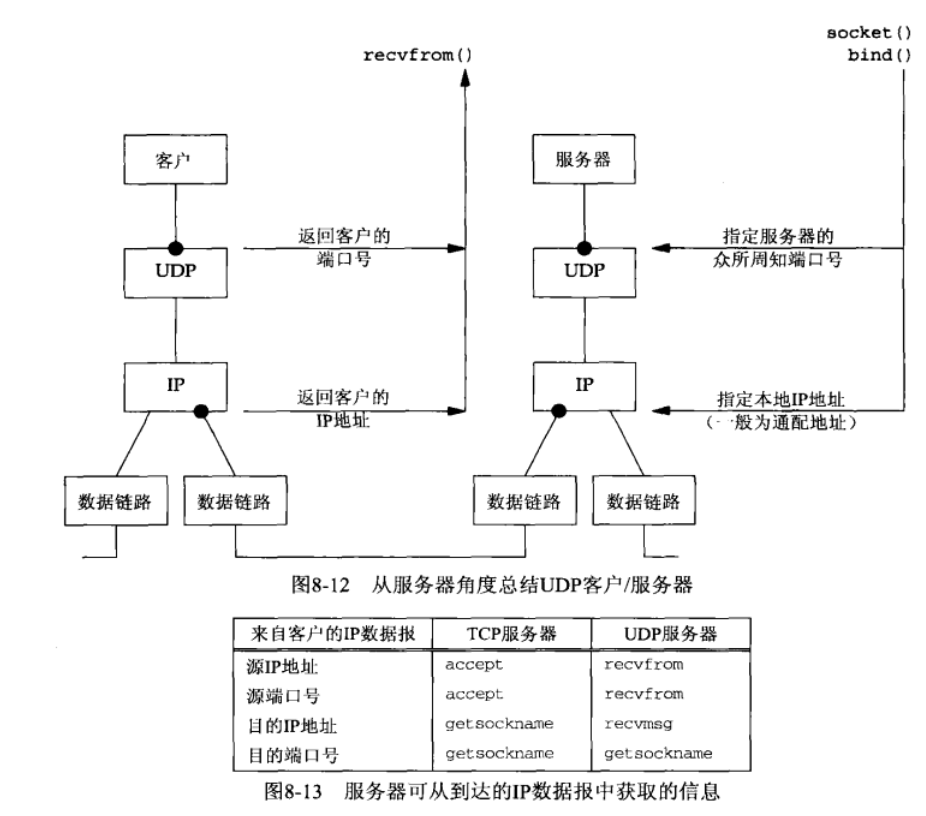 socket()
recvfrom()
bind()
客户
服务器
返回客户的
端口号
指定服务器的
众所周知端口号
UDP
UDP
IP
IP
返回客户的
IP地址
指定本地IP地址
（一般为通配地址）
数据链路
数据链路
数据链路
数据链路
图8-12 从服务器角度总结UDP客户/服务器
来自客户的IP数据报 TCP服务器 UDP服务器
源IP地址 accept recvfrom
源端口号 accept recvfrom
目的IP地址 getsockname recvmsg
目的端口号 getsockname getsockname
图8-13 服务器可从到达的IP数据报中获取的信息